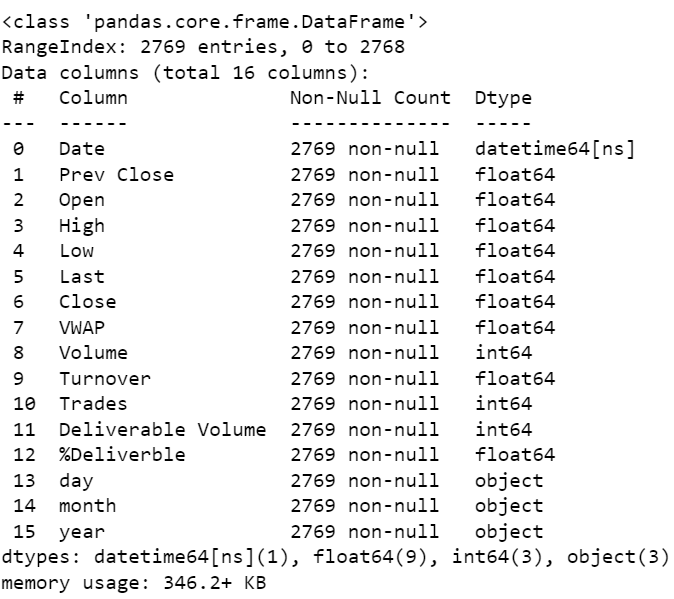 <class 'pandas.core.frame.DataFrame'>
RangeIndex: 2769 entries, 0 to 2768
Data columns (total 16 columns):
 #   Column              Non-Null Count  Dtype
---  ------              --------------  -----
 0   Date                2769 non-null   datetime64[ns]
 1   Prev Close          2769 non-null   float64
 2   Open                2769 non-null   float64
 3   High                2769 non-null   float64
 4   Low                 2769 non-null   float64
 5   Last                2769 non-null   float64
 6   Close               2769 non-null   float64
 7   VWAP                2769 non-null   float64
 8   Volume              2769 non-null   int64
 9   Turnover            2769 non-null   float64
 10  Trades              2769 non-null   int64
 11  Deliverable Volume  2769 non-null   int64
 12  %Deliverble         2769 non-null   float64
 13  day                 2769 non-null   object
 14  month               2769 non-null   object
 15  year                2769 non-null   object
dtypes: datetime64[ns](1), float64(9), int64(3), object(3)
memory usage: 346.2+ KB